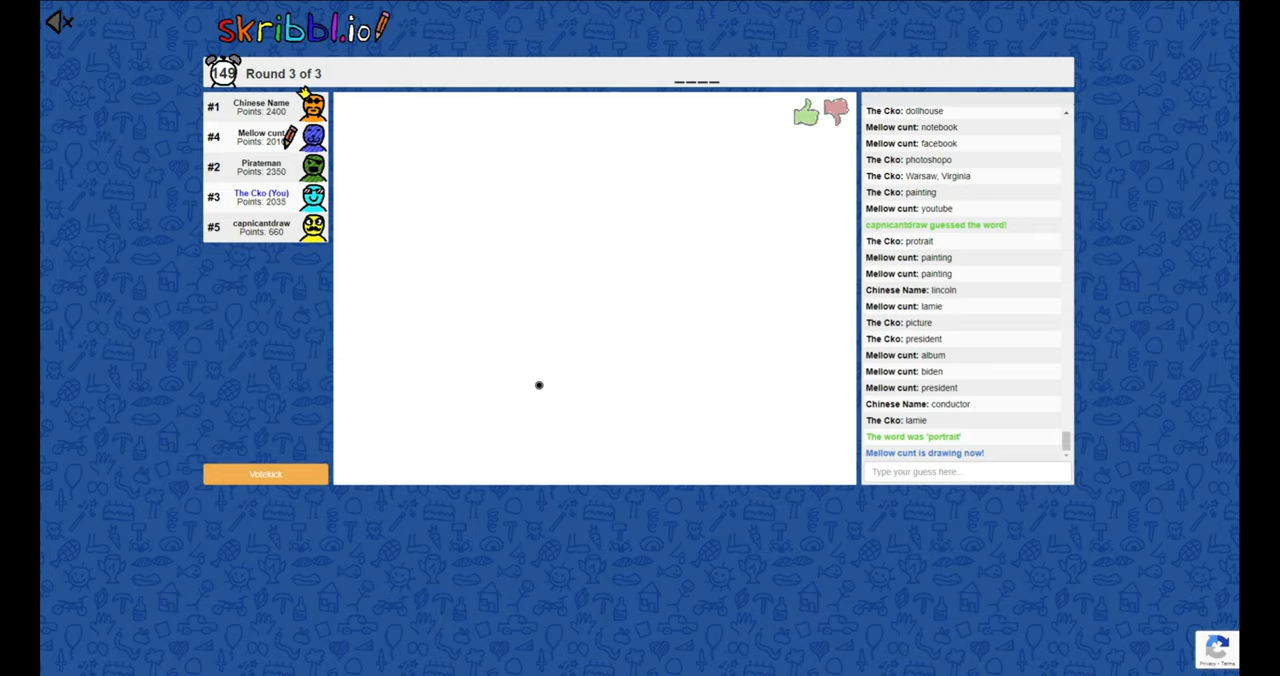 skribbl.io
149
Round 3 of 3
____
#1
Chinese Name
Points: 2400
#4
Mellow cunt
Points: 2010
#2
Pirateman
Points: 2350
#3
The Cko (You)
Points: 2035
#5
capnicantdraw
Points: 660
Votekick
The Cko: dollhouse
Mellow cunt: notebook
Mellow cunt: facebook
The Cko: photoshopo
The Cko: Warsaw, Virginia
The Cko: painting
Mellow cunt: youtube
capnicantdraw guessed the word!
The Cko: protrait
Mellow cunt: painting
Mellow cunt: painting
Chinese Name: lincoln
Mellow cunt: lamie
The Cko: picture
The Cko: president
Mellow cunt: album
Mellow cunt: biden
Mellow cunt: president
Chinese Name: conductor
The Cko: lamie
The word was 'portrait'
Mellow cunt is drawing now!
Type your guess here...
Privacy - Terms